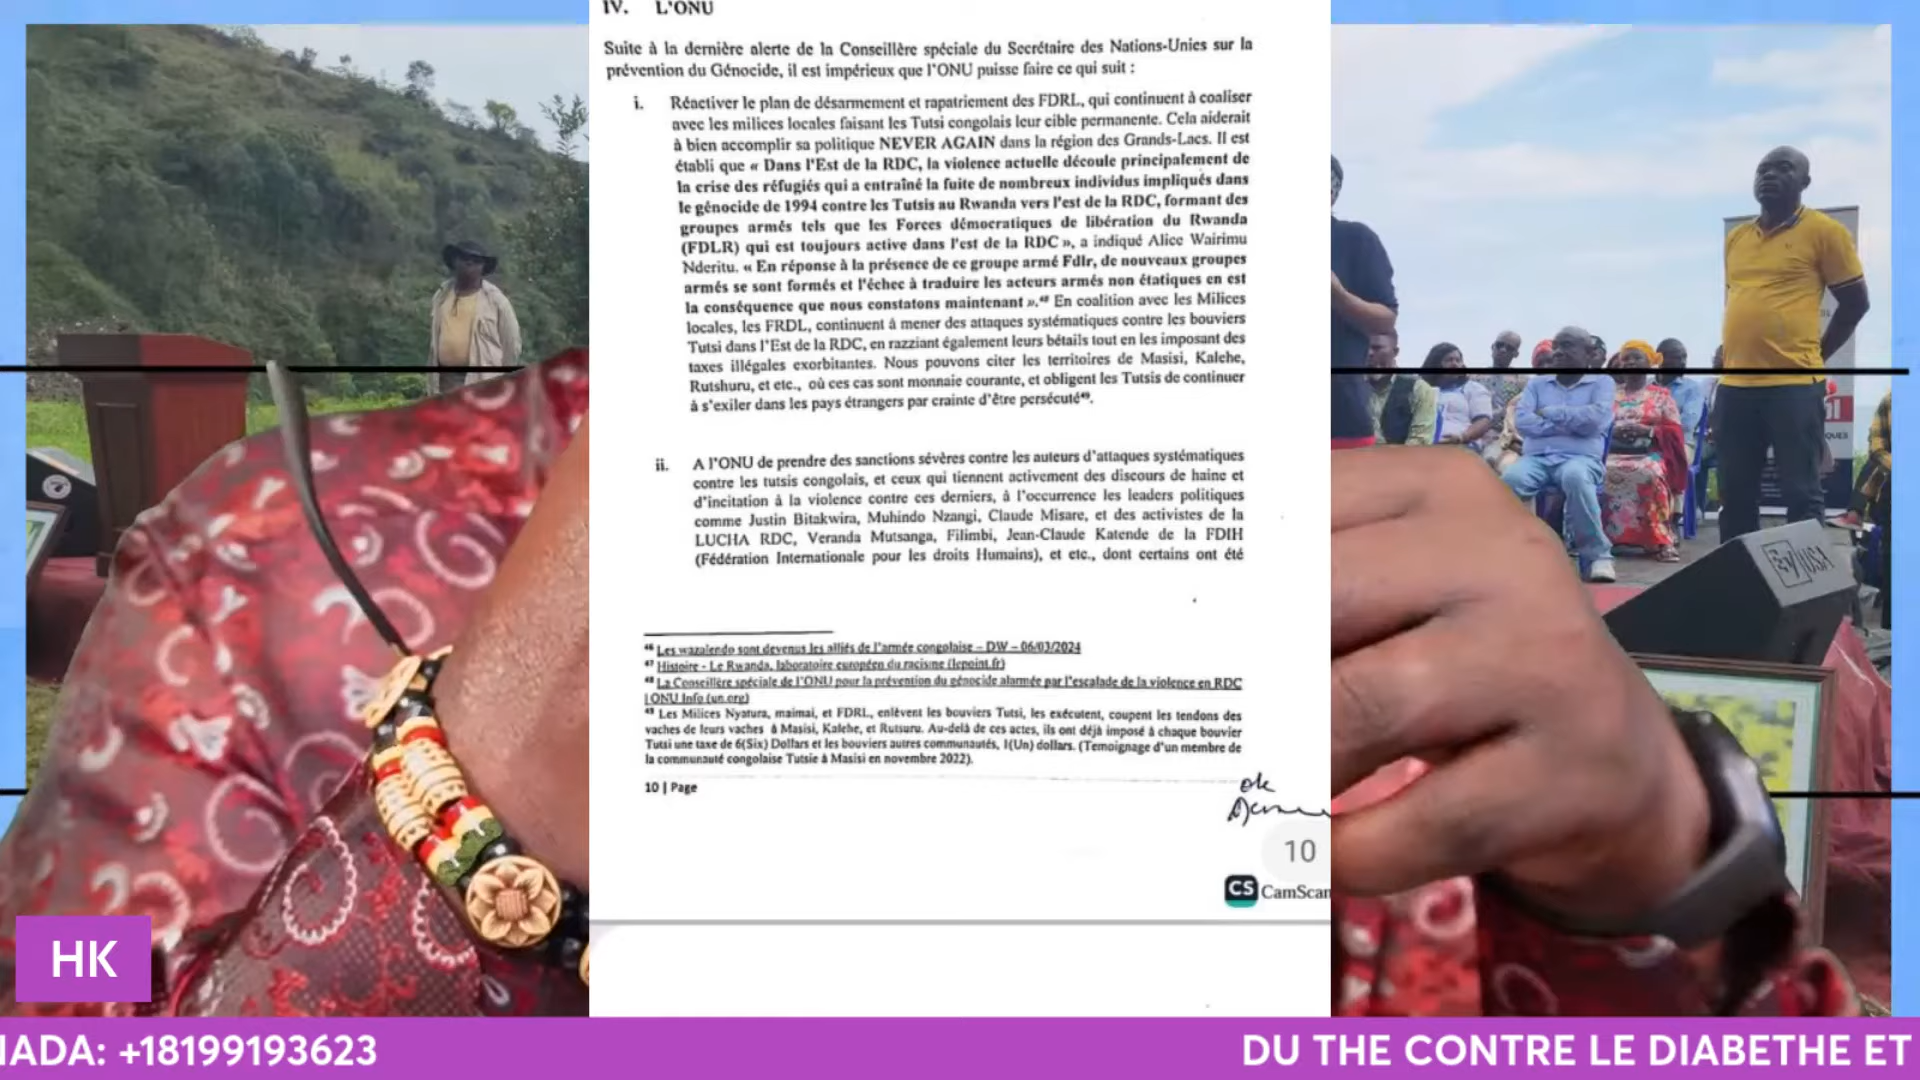 IV. L'ONU
Suite à la dernière alerte de la Conseillère spéciale du Secrétaire des Nations-Unies sur la
prévention du Génocide, il est impérieux que l'ONU puisse faire ce qui suit :
i. Réactiver le plan de désarmement et rapatriement des FDRL, qui continuent à coaliser
avec les milices locales faisant les Tutsi congolais leur cible permanente. Cela aiderait
à bien accomplir sa politique NEVER AGAIN dans la région des Grands-Lacs. Il est
établi que « Dans l'Est de la RDC, la violence actuelle découle principalement de
la crise des réfugiés qui a entraîné la fuite de nombreux individus impliqués dans
le génocide de 1994 contre les Tutsis au Rwanda vers l'est de la RDC, formant des
groupes armés tels que les Forces démocratiques de libération du Rwanda
(FDLR) qui est toujours active dans l'est de la RDC », a indiqué Alice Wairimu
Nderitu. « En réponse à la présence de ce groupe armé Fdlr, de nouveaux groupes
armés se sont formés et l'échec à traduire les acteurs armés non étatiques en est
la conséquence que nous constatons maintenant ».⁴⁸ En coalition avec les Milices
locales, les FRDL, continuent à mener des attaques systématiques contre les bouviers
Tutsi dans l'Est de la RDC, en razziant également leurs bétails tout en les imposant des
taxes illégales exorbitantes. Nous pouvons citer les territoires de Masisi, Kalehe,
Rutshuru, et etc., où ces cas sont monnaie courante, et obligent les Tutsis de continuer
à s'exiler dans les pays étrangers par crainte d'être persécuté⁴⁹.
ii. A l'ONU de prendre des sanctions sévères contre les auteurs d'attaques systématiques
contre les tutsis congolais, et ceux qui tiennent activement des discours de haine et
d'incitation à la violence contre ces derniers, à l'occurrence les leaders politiques
comme Justin Bitakwira, Muhindo Nzangi, Claude Misare, et des activistes de la
LUCHA RDC, Veranda Mutsanga, Filimbi, Jean-Claude Katende de la FDIH
(Fédération Internationale pour les droits Humains), et etc., dont certains ont été
⁴⁶ Les wazalendo sont devenus les alliés de l'armée congolaise – DW – 06/03/2024
⁴⁷ Histoire - Le Rwanda, laboratoire européen du racisme (lepoint.fr)
⁴⁸ La Conseillère spéciale de l'ONU pour la prévention du génocide alarmée par l'escalade de la violence en RDC
| ONU Info (un.org)
⁴⁹ Les Milices Nyatura, maimai, et FDRL, enlèvent les bouviers Tutsi, les exécutent, coupent les tendons des
vaches de leurs vaches à Masisi, Kalehe, et Rutsuru. Au-delà de ces actes, ils ont déjà imposé à chaque bouvier
Tutsi une taxe de 6(Six) Dollars et les bouviers autres communautés, 1(Un) dollars. (Temoignage d'un membre de
la communauté congolaise Tutsie à Masisi en novembre 2022).
10 | Page
ok
10
CS CamScan
EV USA
HK
NADA: +18199193623
DU THE CONTRE LE DIABETHE ET